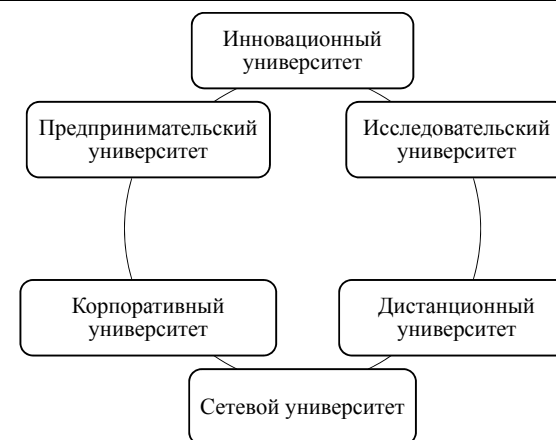 Инновационный
университет
Предпринимательский
университет
Исследовательский
университет
Корпоративный
университет
Дистанционный
университет
Сетевой университет